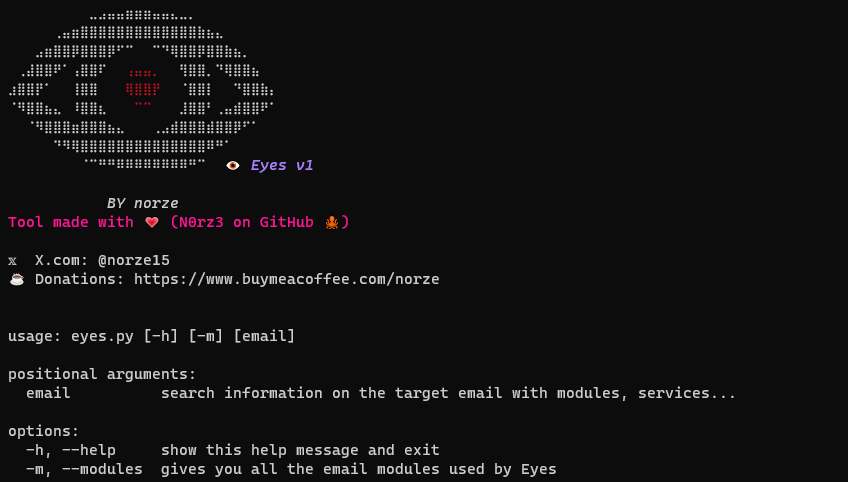 👁 Eyes v1
BY norze
Tool made with ❤ (N0rz3 on GitHub 🐙)
𝕩 X.com: @norze15
☕ Donations: https://www.buymeacoffee.com/norze
usage: eyes.py [-h] [-m] [email]
positional arguments:
email search information on the target email with modules, services...
options:
-h, --help show this help message and exit
-m, --modules gives you all the email modules used by Eyes